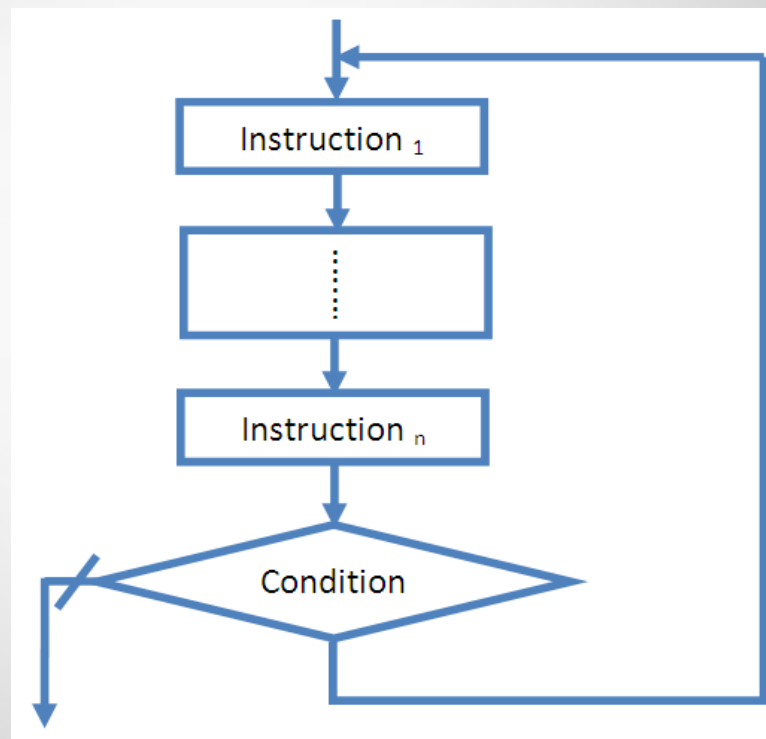 Instruction 1
........
Instruction n
Condition